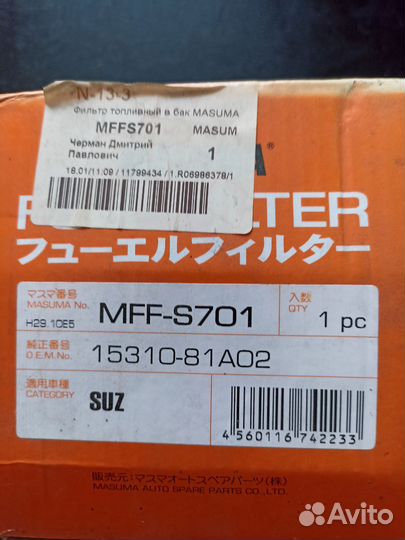 N-13-3
Фильтр топливный в бак MASUMA
MFFS701 MASUM
Черман Дмитрий
Павлович 1
18.01/11:09 / 11799434 / 1.R06986378/1
A
F LTER
フューエルフィルター
マスマ番号
MASUMA No.
H29.10E5
MFF-S701
入数
QTY
1 pc
純正番号
O.E.M.No.
15310-81A02
適用車種
CATEGORY
SUZ
4 560116 742233
販売元:マスマオートスペアパーツ(株)
MASUMA AUTO SPARE PARTS CO.,LTD.
Avito